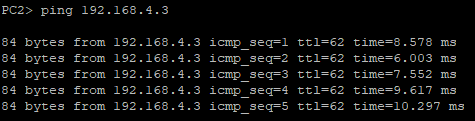 PC2> ping 192.168.4.3
84 bytes from 192.168.4.3 icmp_seq=1 ttl=62 time=8.578 ms
84 bytes from 192.168.4.3 icmp_seq=2 ttl=62 time=6.003 ms
84 bytes from 192.168.4.3 icmp_seq=3 ttl=62 time=7.552 ms
84 bytes from 192.168.4.3 icmp_seq=4 ttl=62 time=9.617 ms
84 bytes from 192.168.4.3 icmp_seq=5 ttl=62 time=10.297 ms